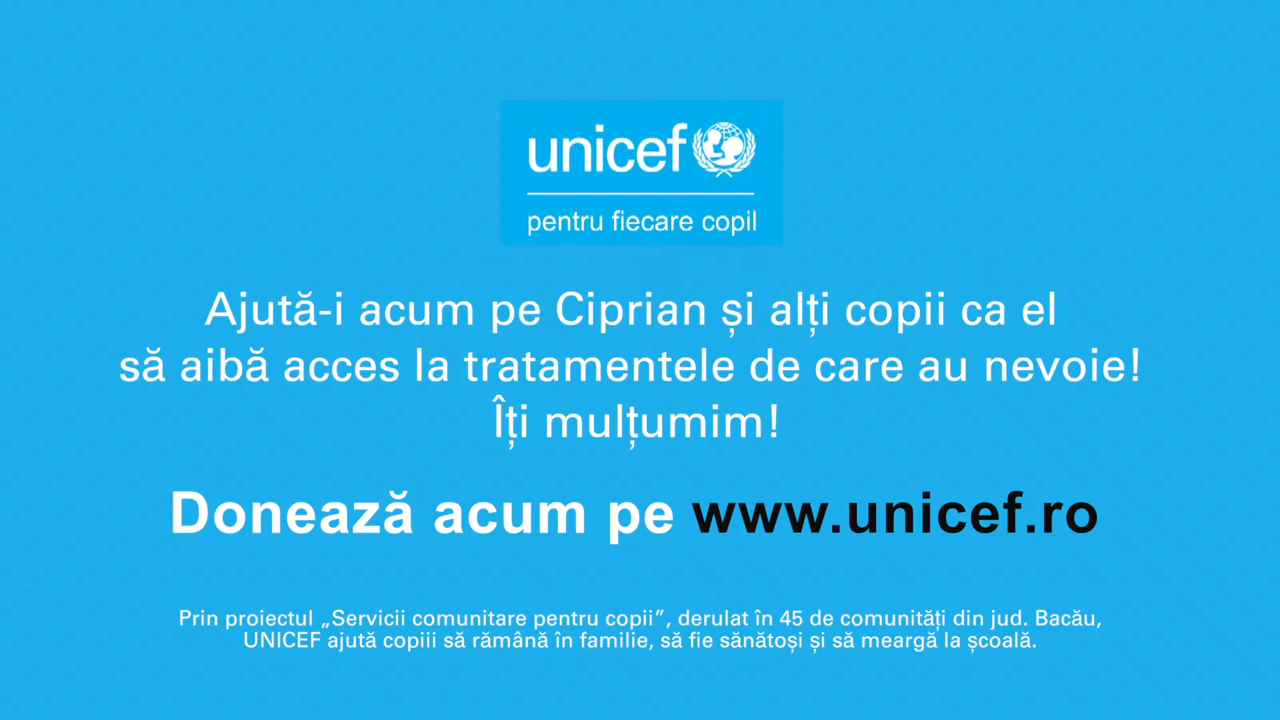 unicef
pentru fiecare copil
Ajută-i acum pe Ciprian și alți copii ca el
să aibă acces la tratamentele de care au nevoie!
Îți mulțumim!
Donează acum pe www.unicef.ro
Prin proiectul „Servicii comunitare pentru copii”, derulat în 45 de comunități din jud. Bacău,
UNICEF ajută copiii să rămână în familie, să fie sănătoși și să meargă la școală.